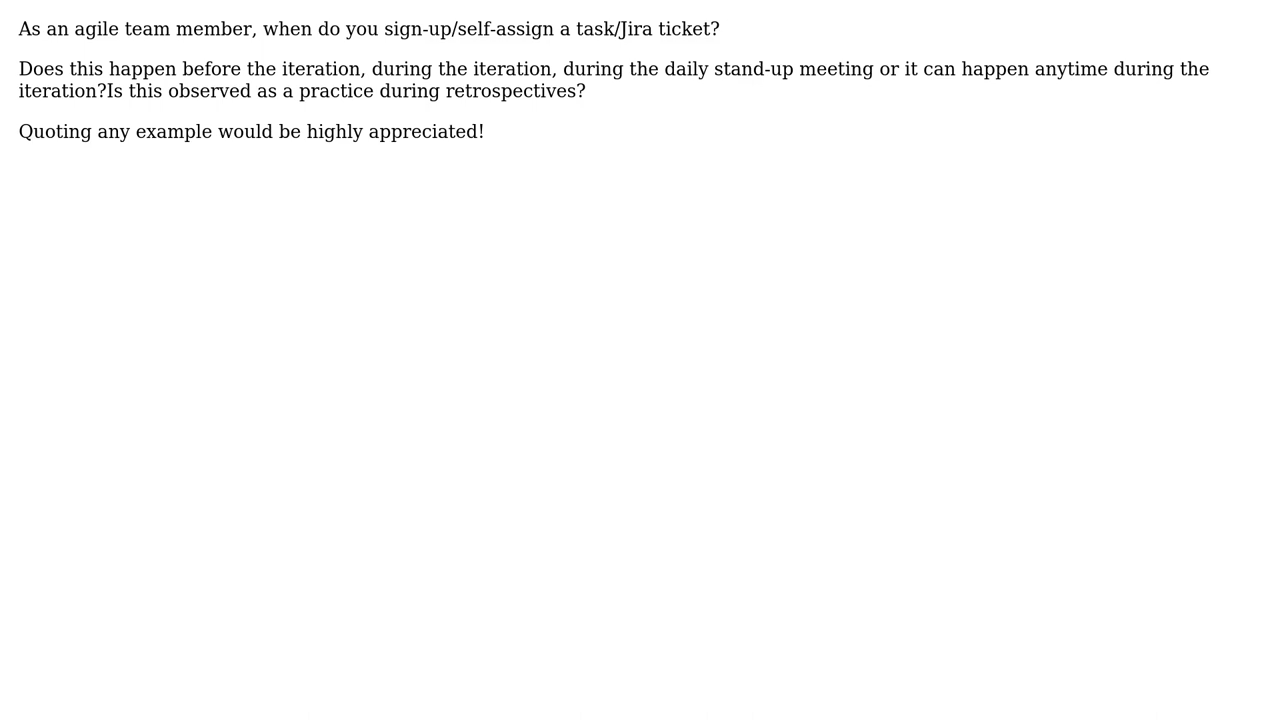 As an agile team member, when do you sign-up/self-assign a task/Jira ticket?
Does this happen before the iteration, during the iteration, during the daily stand-up meeting or it can happen anytime during the
iteration?Is this observed as a practice during retrospectives?
Quoting any example would be highly appreciated!